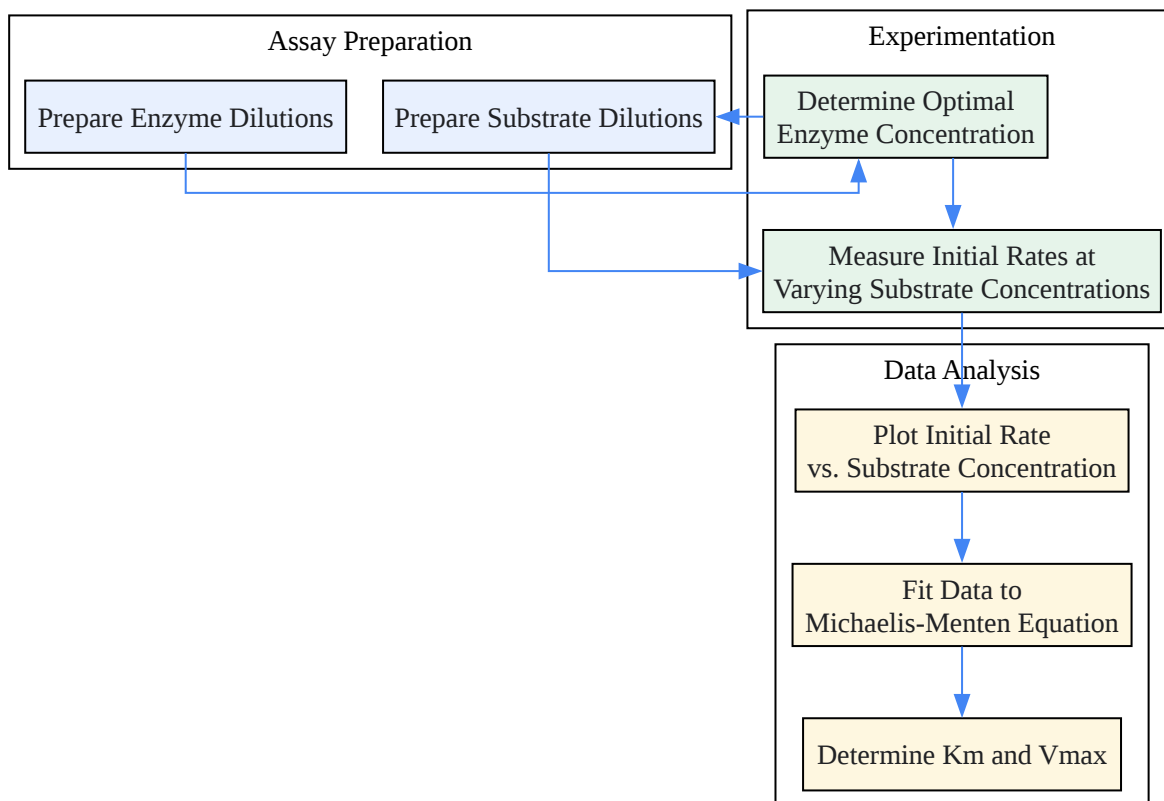 Assay Preparation
Prepare Enzyme Dilutions
Prepare Substrate Dilutions
Experimentation
Determine Optimal
Enzyme Concentration
Measure Initial Rates at
Varying Substrate Concentrations
Data Analysis
Plot Initial Rate
vs. Substrate Concentration
Fit Data to
Michaelis-Menten Equation
Determine Km and Vmax